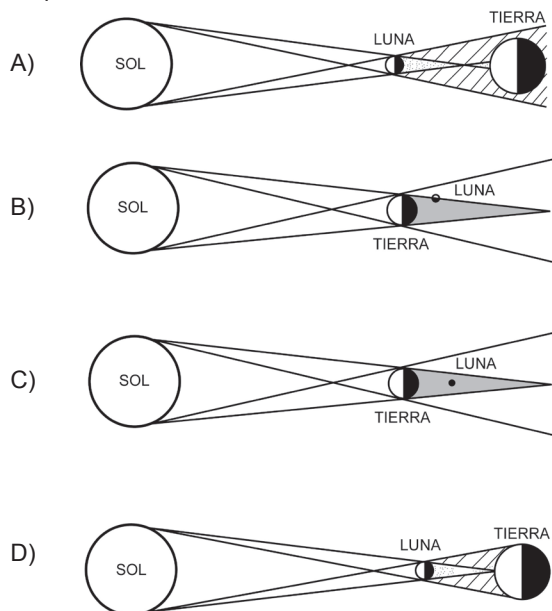 TIERRA
LUNA
A) SOL
B) SOL LUNA
TIERRA
C) SOL LUNA
TIERRA
TIERRA
LUNA
D) SOL